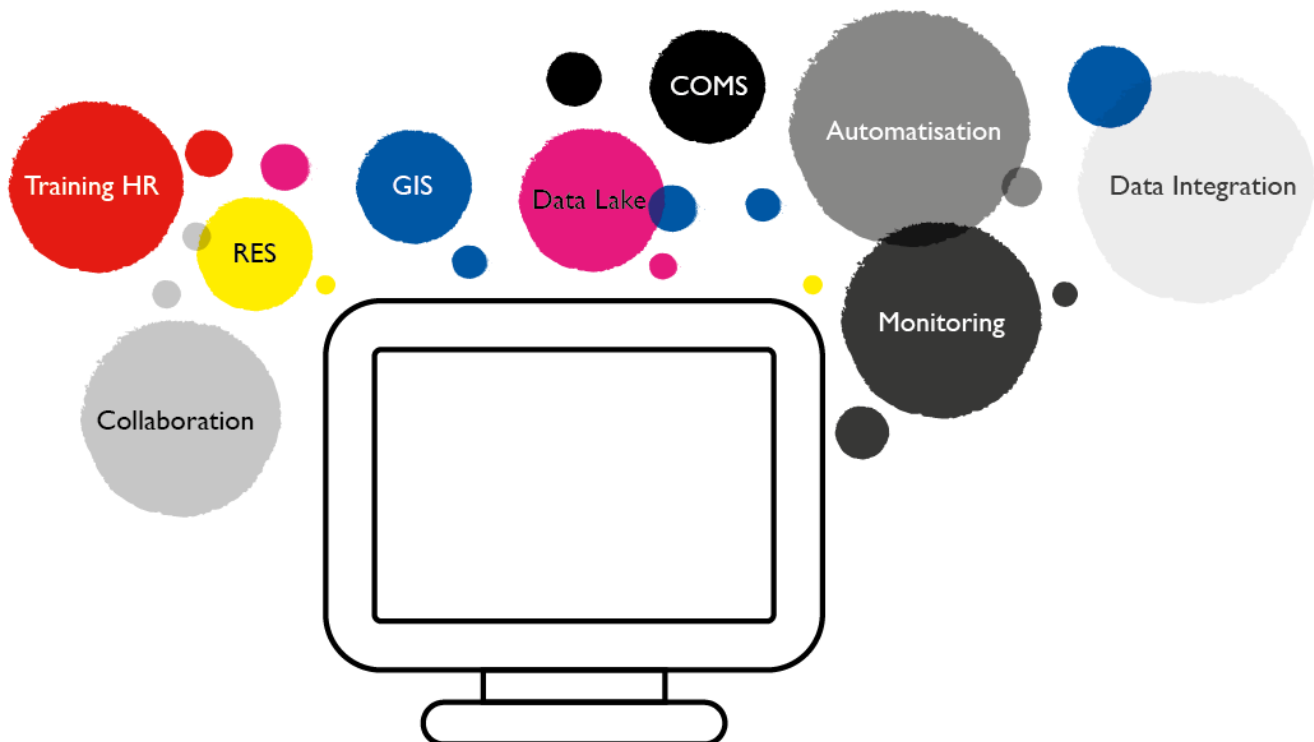 COMS
Automatisation
Training HR
GIS
Data Lake
Data Integration
RES
Monitoring
Collaboration